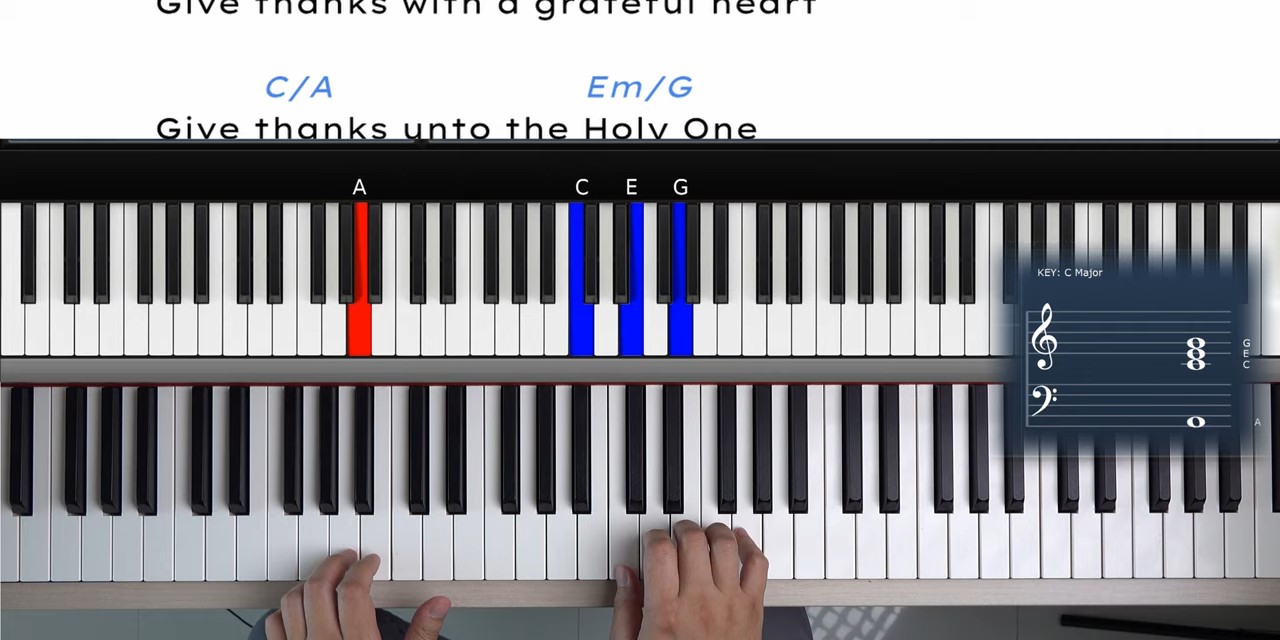 Give thanks with a grateful heart
C/A Em/G
Give thanks unto the Holy One
A C E G
KEY: C Major
G
E
C
A